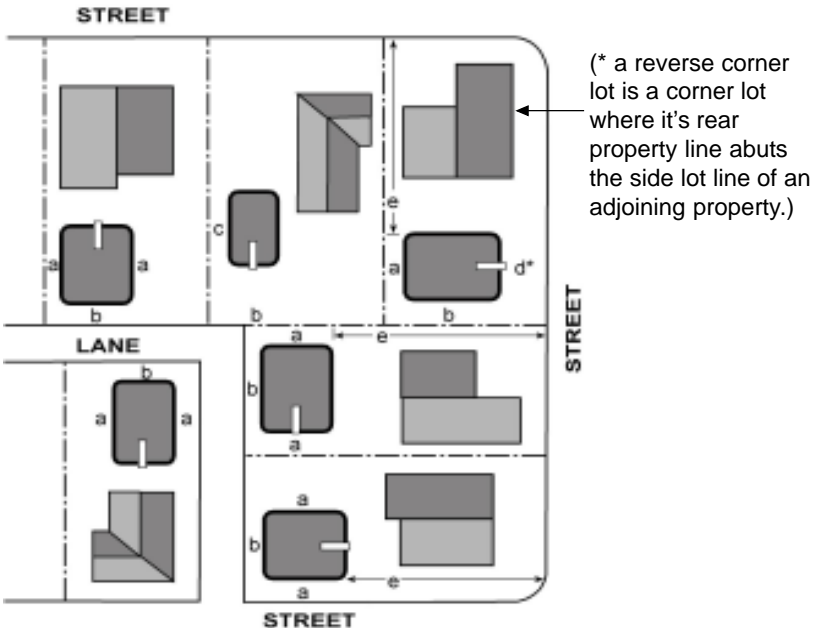 STREET
(* a reverse corner
lot is a corner lot
where it's rear
property line abuts
the side lot line of an
adjoining property.)
e
c
a a
a d*
b b b
STREET
LANE
a e
b
a a
b
a
a
b
e
a
STREET